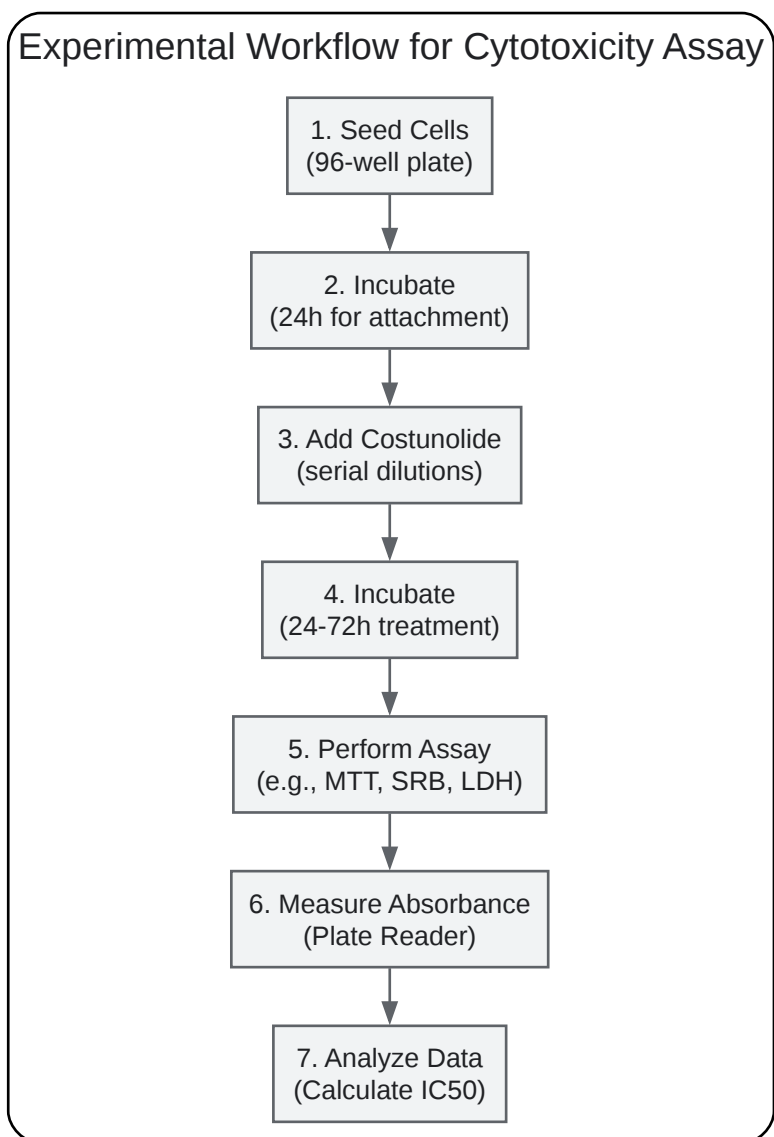 Experimental Workflow for Cytotoxicity Assay
1. Seed Cells
(96-well plate)
2. Incubate
(24h for attachment)
3. Add Costunolide
(serial dilutions)
4. Incubate
(24-72h treatment)
5. Perform Assay
(e.g., MTT, SRB, LDH)
6. Measure Absorbance
(Plate Reader)
7. Analyze Data
(Calculate IC50)